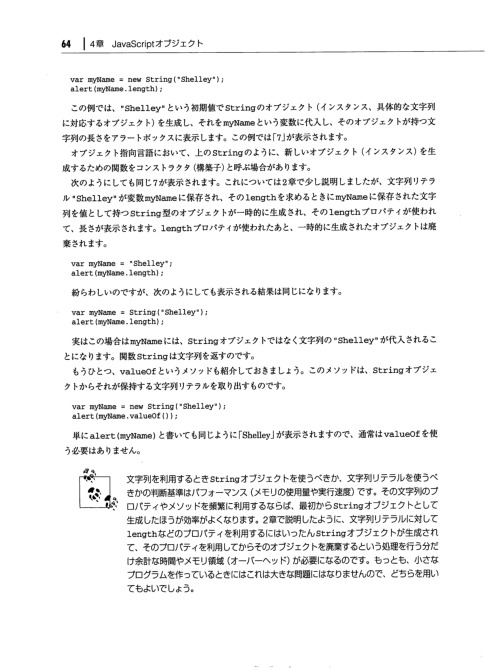 64 4章 JavaScriptオブジェクト
var myName = new String("Shelley");
alert(myName.length);
この例では、"Shelley"という初期値でStringのオブジェクト（インスタンス、具体的な文字列
に対応するオブジェクト）を生成し、それをmyNameという変数に代入し、そのオブジェクトが持つ文
字列の長さをアラートボックスに表示します。この例では「7」が表示されます。
オブジェクト指向言語において、上のStringのように、新しいオブジェクト（インスタンス）を生
成するための関数をコンストラクタ（構築子）と呼ぶ場合があります。
次のようにしても同じ7が表示されます。これについては2章で少し説明しましたが、文字列リテラ
ル"Shelley"が変数myNameに保存され、そのlengthを求めるときにmyNameに保存された文字
列を値として持つString型のオブジェクトが一時的に生成され、そのlengthプロパティが使われ
て、長さが表示されます。lengthプロパティが使われたあと、一時的に生成されたオブジェクトは廃
棄されます。
var myName = "Shelley";
alert(myName.length);
紛らわしいのですが、次のようにしても表示される結果は同じになります。
var myName = String("Shelley");
alert(myName.length);
実はこの場合はmyNameには、Stringオブジェクトではなく文字列の"Shelley"が代入されるこ
とになります。関数Stringは文字列を返すのです。
もうひとつ、valueOfというメソッドも紹介しておきましょう。このメソッドは、Stringオブジェ
クトからそれが保持する文字列リテラルを取り出すものです。
var myName = new String("Shelley");
alert(myName.valueOf());
単にalert(myName)と書いても同じように「Shelley」が表示されますので、通常はvalueOfを使
う必要はありません。
文字列を利用するときStringオブジェクトを使うべきか、文字列リテラルを使うべ
きかの判断基準はパフォーマンス（メモリの使用量や実行速度）です。その文字列のプ
ロパティやメソッドを頻繁に利用するならば、最初からStringオブジェクトとして
生成したほうが効率がよくなります。2章で説明したように、文字列リテラルに対して
lengthなどのプロパティを利用するにはいったんStringオブジェクトが生成され
て、そのプロパティを利用してからそのオブジェクトを廃棄するという処理を行う分だ
け余計な時間やメモリ領域（オーバーヘッド）が必要になるのです。もっとも、小さな
プログラムを作っているときにはこれは大きな問題にはなりませんので、どちらを用い
てもよいでしょう。